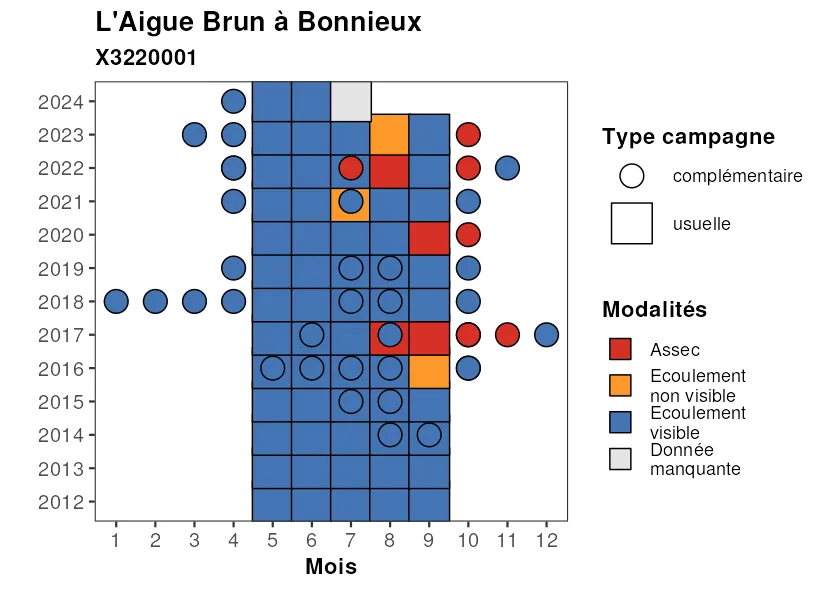 L'Aigue Brun à Bonnieux
X3220001
2024
2023
2022
2021
2020
2019
2018
2017
2016
2015
2014
2013
2012
1 2 3 4 5 6 7 8 9 10 11 12
Mois
Type campagne
complémentaire
usuelle
Modalités
Assec
Ecoulement
non visible
Ecoulement
visible
Donnée
manquante